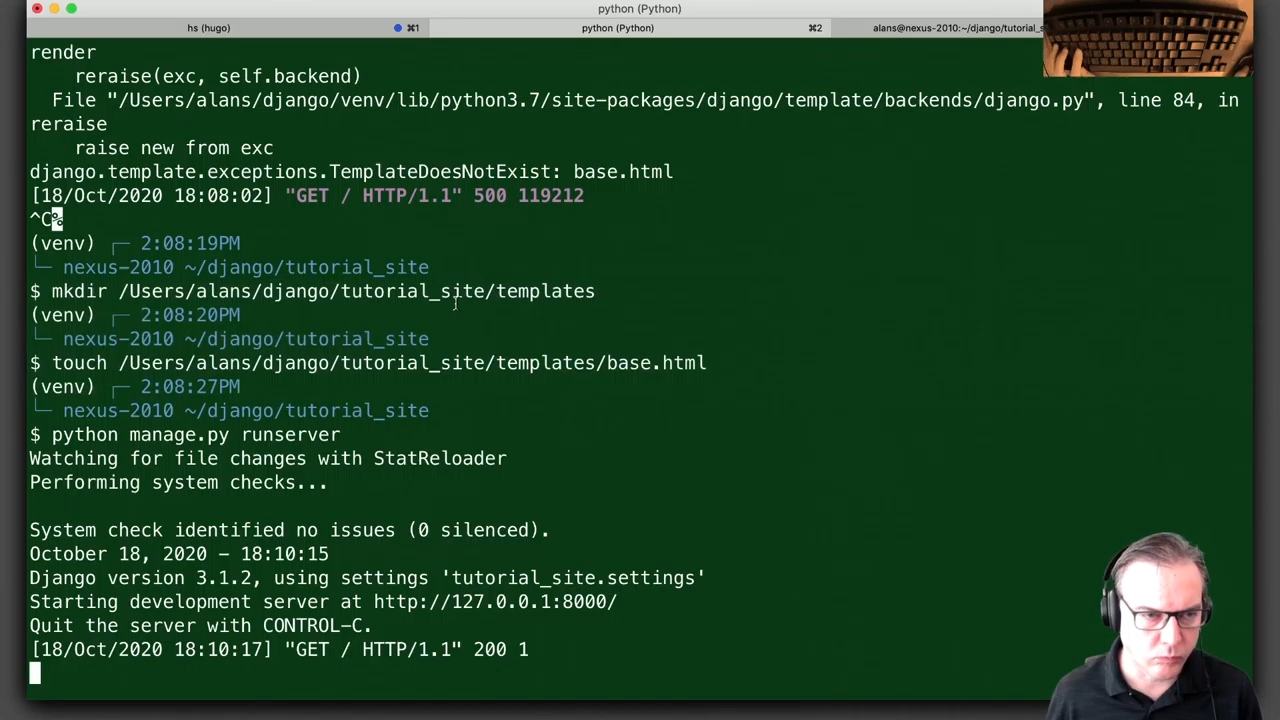 python (Python)
hs (hugo)
⌘1
python (Python)
⌘2
alans@nexus-2010:~/django/tutorial_s
render
    reraise(exc, self.backend)
  File "/Users/alans/django/venv/lib/python3.7/site-packages/django/template/backends/django.py", line 84, in
reraise
    raise new from exc
django.template.exceptions.TemplateDoesNotExist: base.html
[18/Oct/2020 18:08:02] "GET / HTTP/1.1" 500 119212
^C%
(venv) ┌─ 2:08:19PM
└─ nexus-2010 ~/django/tutorial_site
$ mkdir /Users/alans/django/tutorial_site/templates
(venv) ┌─ 2:08:20PM
└─ nexus-2010 ~/django/tutorial_site
$ touch /Users/alans/django/tutorial_site/templates/base.html
(venv) ┌─ 2:08:27PM
└─ nexus-2010 ~/django/tutorial_site
$ python manage.py runserver
Watching for file changes with StatReloader
Performing system checks...
System check identified no issues (0 silenced).
October 18, 2020 - 18:10:15
Django version 3.1.2, using settings 'tutorial_site.settings'
Starting development server at http://127.0.0.1:8000/
Quit the server with CONTROL-C.
[18/Oct/2020 18:10:17] "GET / HTTP/1.1" 200 1